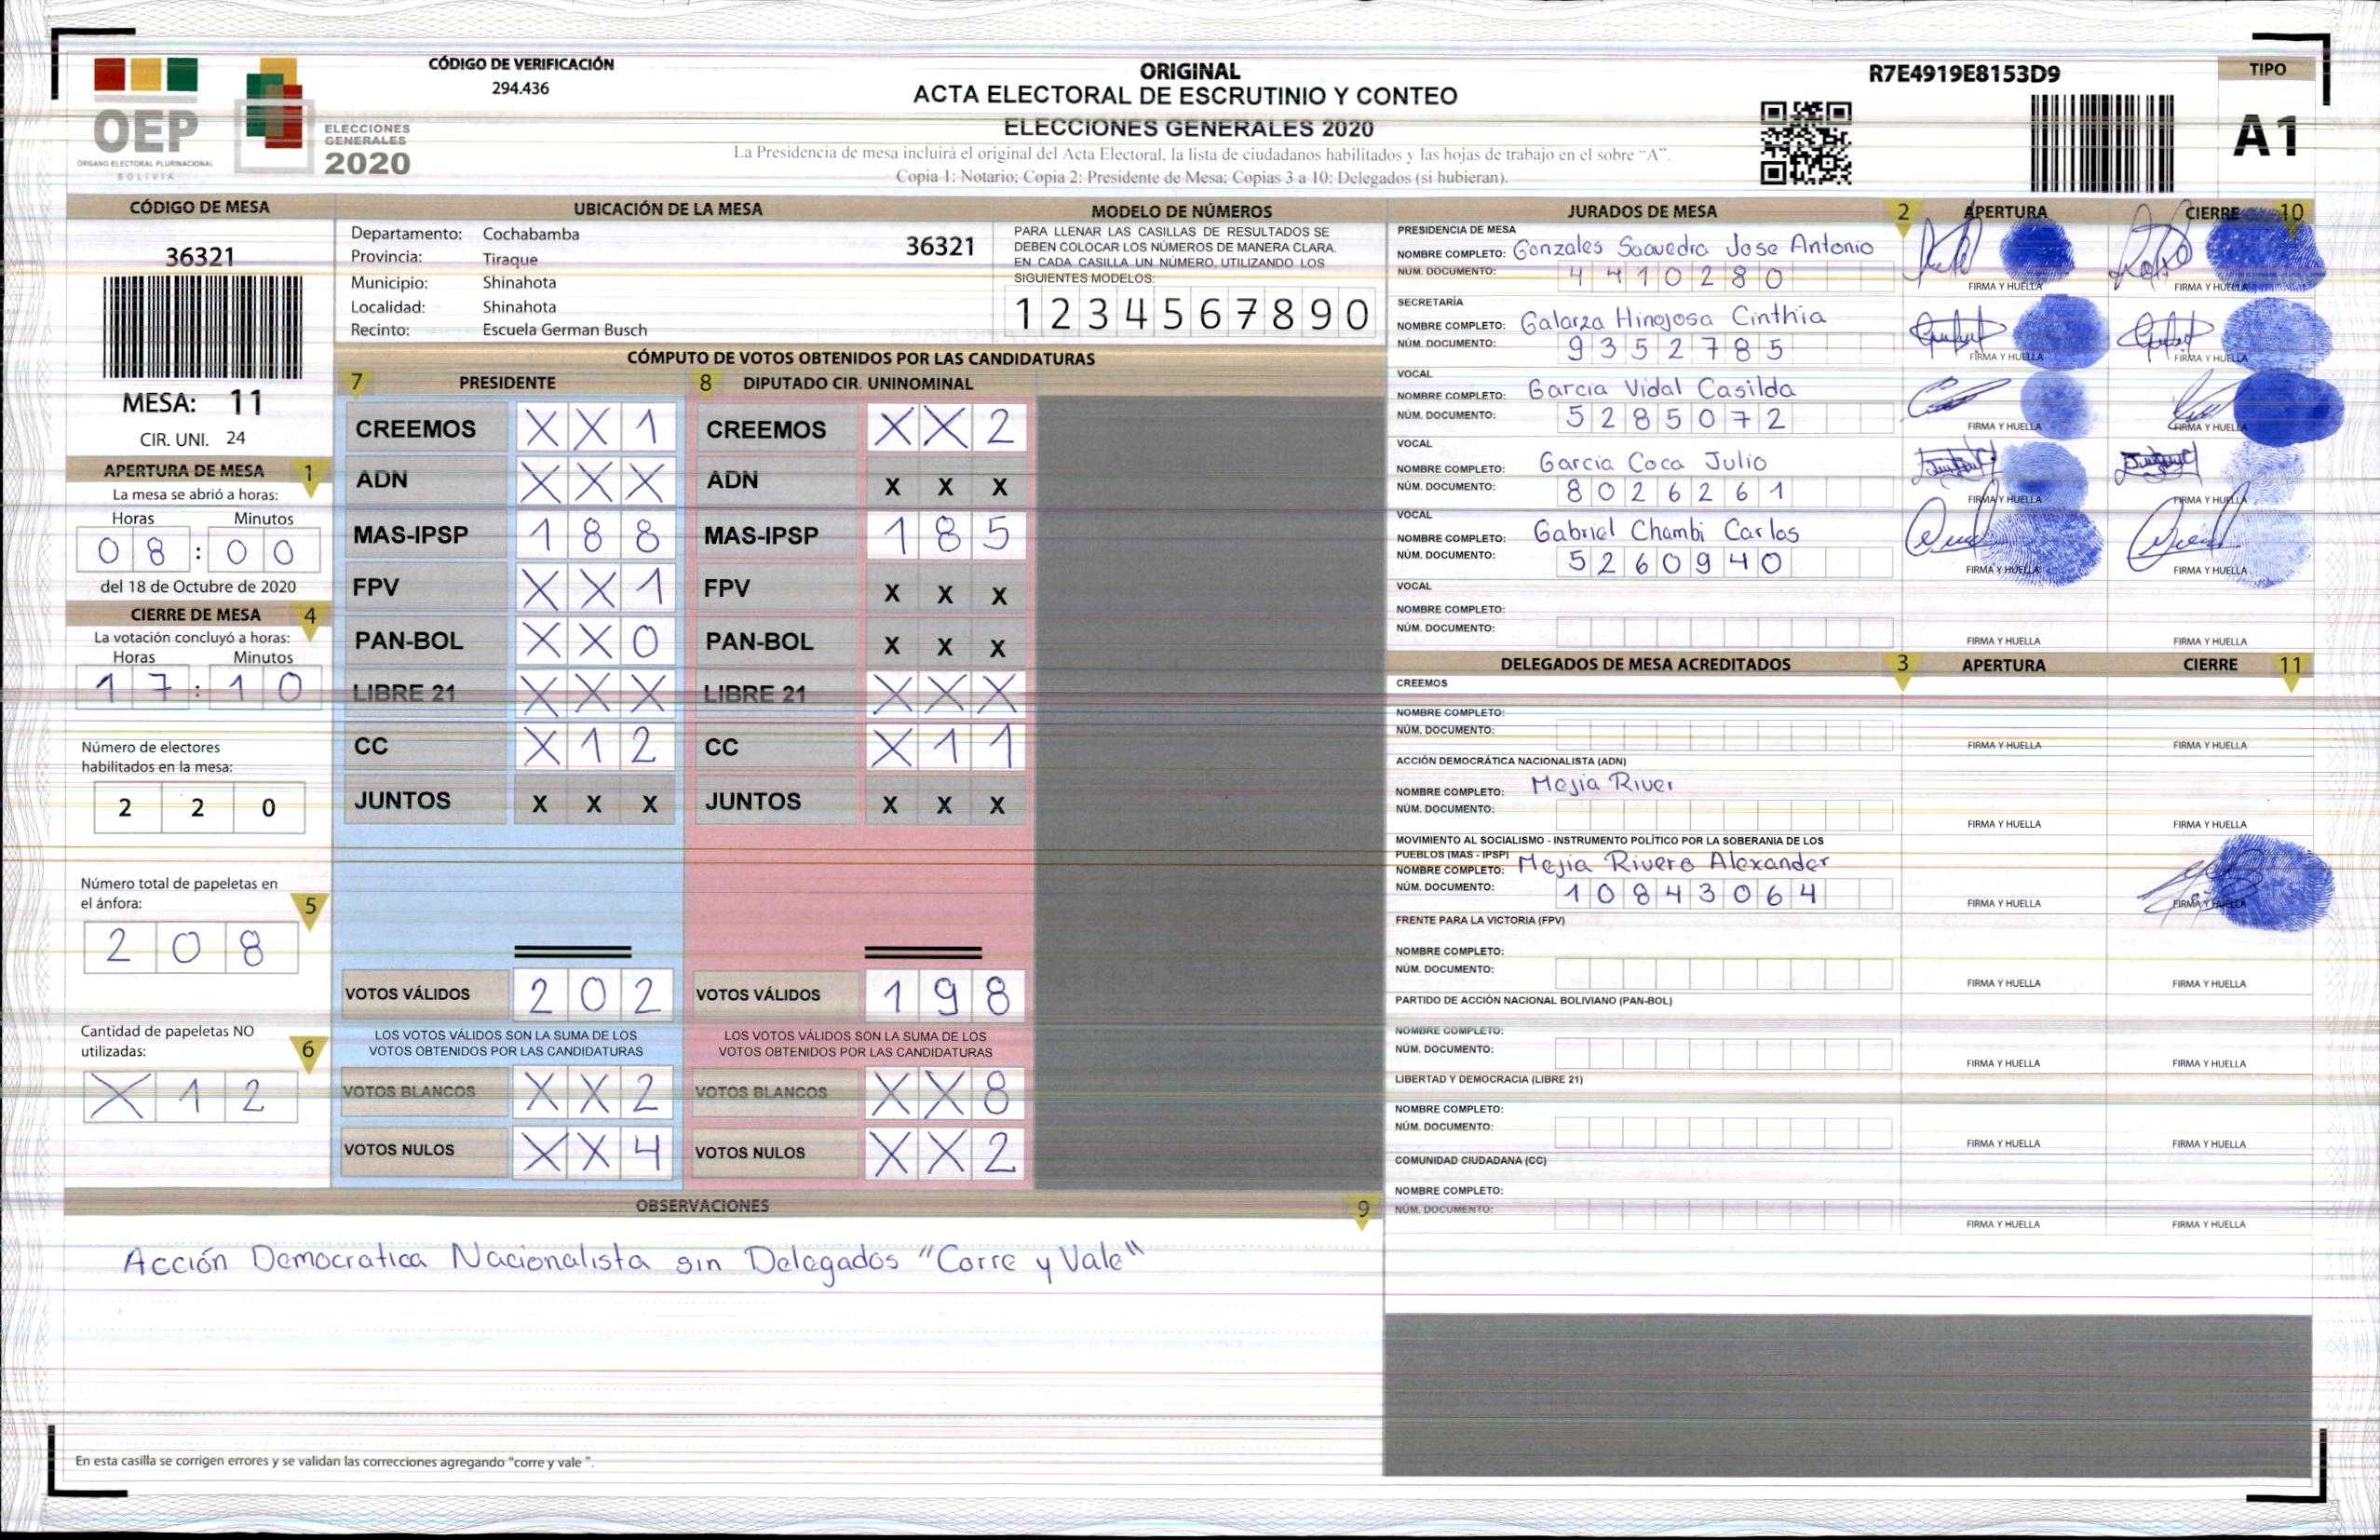 OEP
ÓRGANO ELECTORAL PLURINACIONAL
BOLIVIA
ELECCIONES
GENERALES
2020
CÓDIGO DE VERIFICACIÓN
294.436
ORIGINAL
ACTA ELECTORAL DE ESCRUTINIO Y CONTEO
ELECCIONES GENERALES 2020
La Presidencia de mesa incluirá el original del Acta Electoral, la lista de ciudadanos habilitados y las hojas de trabajo en el sobre "A".
Copia 1: Notario; Copia 2: Presidente de Mesa; Copias 3 a 10: Delegados (si hubieran).
R7E4919E8153D9
TIPO
A1
CÓDIGO DE MESA
36321
MESA: 11
CIR. UNI. 24
APERTURA DE MESA 1
La mesa se abrió a horas:
Horas Minutos
0 8 : 0 0
del 18 de Octubre de 2020
CIERRE DE MESA 4
La votación concluyó a horas:
Horas Minutos
1 7 : 1 0
Número de electores
habilitados en la mesa:
2 2 0
Número total de papeletas en
el ánfora: 5
2 0 8
Cantidad de papeletas NO
utilizadas: 6
X 1 2
UBICACIÓN DE LA MESA
Departamento: Cochabamba
36321
Provincia: Tiraque
Municipio: Shinahota
Localidad: Shinahota
Recinto: Escuela German Busch
MODELO DE NÚMEROS
PARA LLENAR LAS CASILLAS DE RESULTADOS SE
DEBEN COLOCAR LOS NÚMEROS DE MANERA CLARA.
EN CADA CASILLA UN NÚMERO, UTILIZANDO LOS
SIGUIENTES MODELOS:
1 2 3 4 5 6 7 8 9 0
CÓMPUTO DE VOTOS OBTENIDOS POR LAS CANDIDATURAS
7 PRESIDENTE
CREEMOS X X 1
ADN X X X
MAS-IPSP 1 8 8
FPV X X 1
PAN-BOL X X 0
LIBRE 21 X X X
CC X 1 2
JUNTOS X X X
VOTOS VÁLIDOS 2 0 2
LOS VOTOS VÁLIDOS SON LA SUMA DE LOS
VOTOS OBTENIDOS POR LAS CANDIDATURAS
VOTOS BLANCOS X X 2
VOTOS NULOS X X 4
8 DIPUTADO CIR. UNINOMINAL
CREEMOS X X 2
ADN X X X
MAS-IPSP 1 8 5
FPV X X X
PAN-BOL X X X
LIBRE 21 X X X
CC X 1 1
JUNTOS X X X
VOTOS VÁLIDOS 1 9 8
LOS VOTOS VÁLIDOS SON LA SUMA DE LOS
VOTOS OBTENIDOS POR LAS CANDIDATURAS
VOTOS BLANCOS X X 8
VOTOS NULOS X X 2
OBSERVACIONES 9
Acción Democratica Nacionalista sin Delegados "Corre y Vale"
En esta casilla se corrigen errores y se validan las correcciones agregando "corre y vale ".
JURADOS DE MESA 2 APERTURA CIERRE 10
PRESIDENCIA DE MESA
NOMBRE COMPLETO: Gonzales Saavedra Jose Antonio
NÚM. DOCUMENTO: 4 4 1 0 2 8 0
FIRMA Y HUELLA FIRMA Y HUELLA
SECRETARÍA
NOMBRE COMPLETO: Galarza Hinojosa Cinthia
NÚM. DOCUMENTO: 9 3 5 2 7 8 5
FIRMA Y HUELLA FIRMA Y HUELLA
VOCAL
NOMBRE COMPLETO: Garcia Vidal Casilda
NÚM. DOCUMENTO: 5 2 8 5 0 7 2
FIRMA Y HUELLA FIRMA Y HUELLA
VOCAL
NOMBRE COMPLETO: Garcia Coca Julio
NÚM. DOCUMENTO: 8 0 2 6 2 6 1
FIRMA Y HUELLA FIRMA Y HUELLA
VOCAL
NOMBRE COMPLETO: Gabriel Chambi Carlos
NÚM. DOCUMENTO: 5 2 6 0 9 4 0
FIRMA Y HUELLA FIRMA Y HUELLA
VOCAL
NOMBRE COMPLETO:
NÚM. DOCUMENTO:
FIRMA Y HUELLA FIRMA Y HUELLA
DELEGADOS DE MESA ACREDITADOS 3 APERTURA CIERRE 11
CREEMOS
NOMBRE COMPLETO:
NÚM. DOCUMENTO:
FIRMA Y HUELLA FIRMA Y HUELLA
ACCIÓN DEMOCRÁTICA NACIONALISTA (ADN)
NOMBRE COMPLETO: Mejia River
NÚM. DOCUMENTO:
FIRMA Y HUELLA FIRMA Y HUELLA
MOVIMIENTO AL SOCIALISMO - INSTRUMENTO POLÍTICO POR LA SOBERANIA DE LOS
PUEBLOS (MAS - IPSP)
NOMBRE COMPLETO: Mejia Rivero Alexander
NÚM. DOCUMENTO: 1 0 8 4 3 0 6 4
FIRMA Y HUELLA FIRMA Y HUELLA
FRENTE PARA LA VICTORIA (FPV)
NOMBRE COMPLETO:
NÚM. DOCUMENTO:
FIRMA Y HUELLA FIRMA Y HUELLA
PARTIDO DE ACCIÓN NACIONAL BOLIVIANO (PAN-BOL)
NOMBRE COMPLETO:
NÚM. DOCUMENTO:
FIRMA Y HUELLA FIRMA Y HUELLA
LIBERTAD Y DEMOCRACIA (LIBRE 21)
NOMBRE COMPLETO:
NÚM. DOCUMENTO:
FIRMA Y HUELLA FIRMA Y HUELLA
COMUNIDAD CIUDADANA (CC)
NOMBRE COMPLETO:
NÚM. DOCUMENTO:
FIRMA Y HUELLA FIRMA Y HUELLA